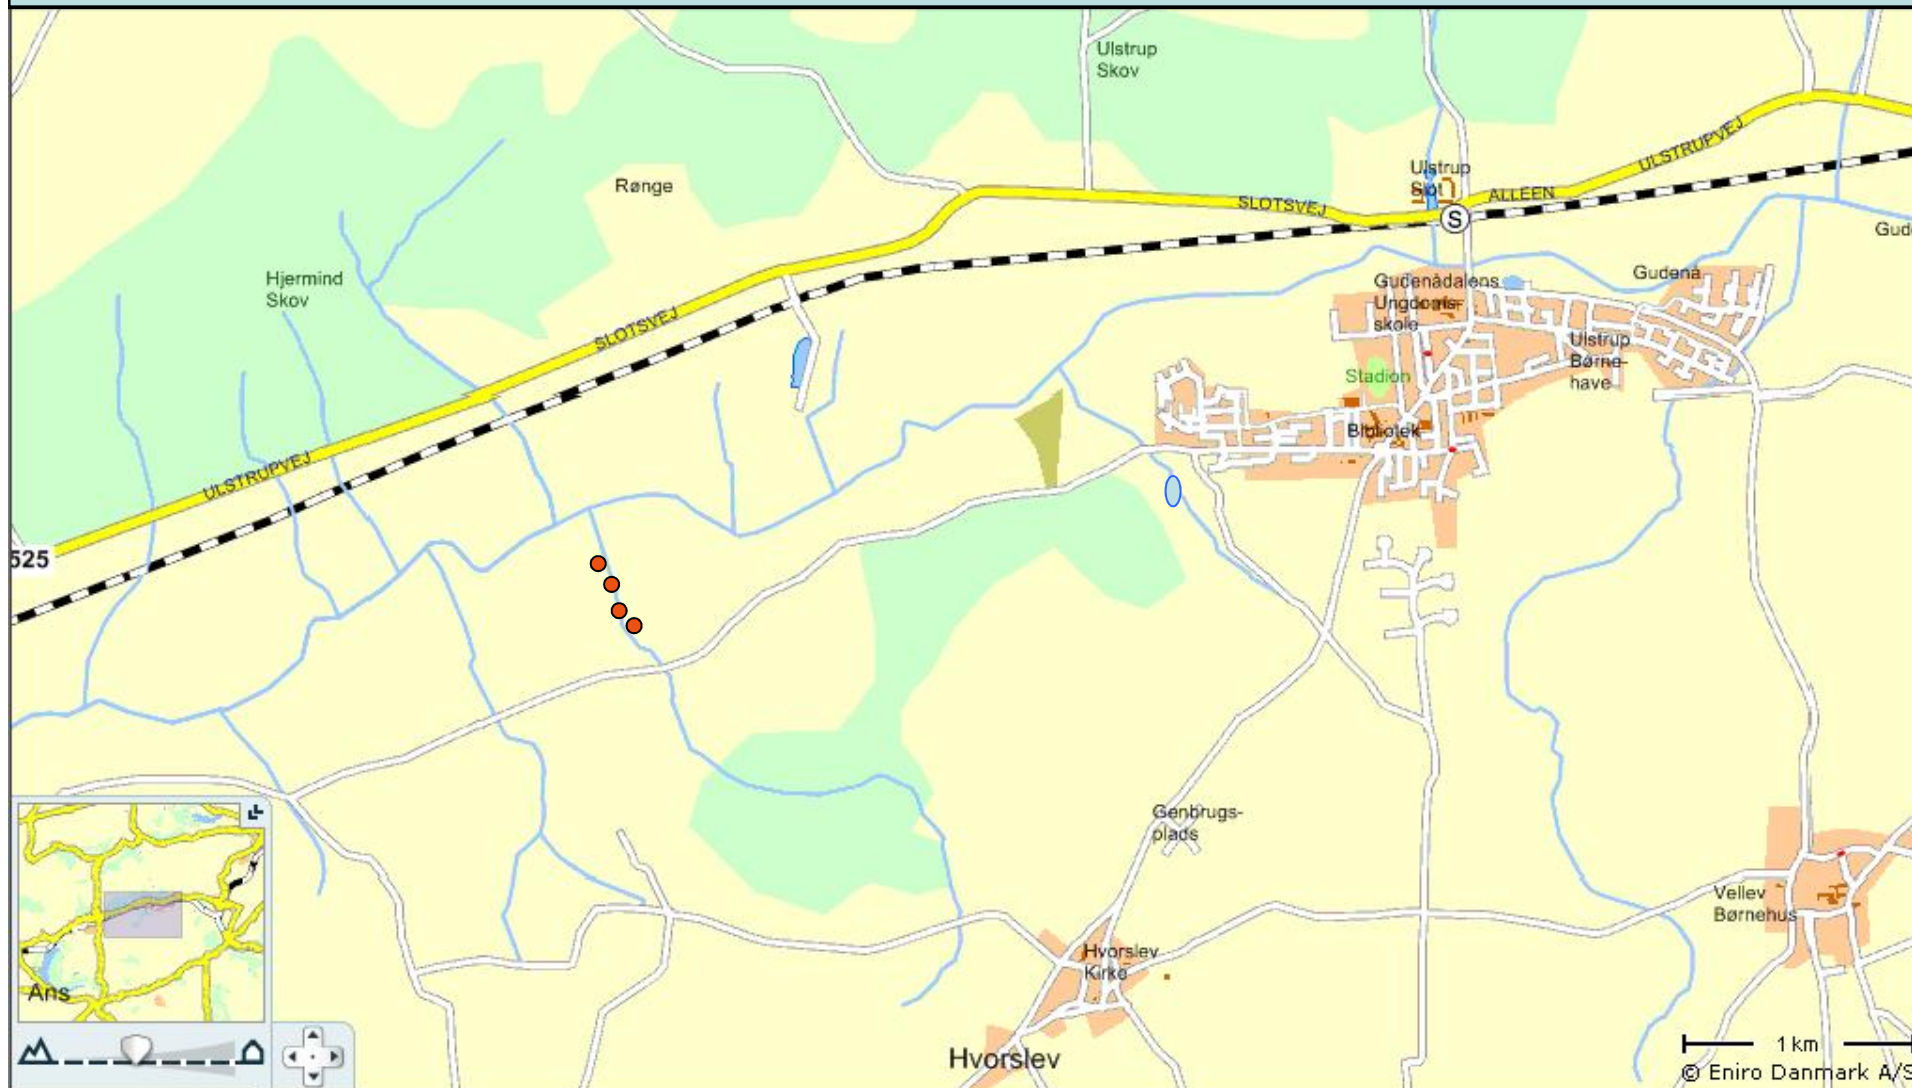 Ulstrup
Skov
ULSTRUPVEJ
Rønge
Ulstrup
Slot
ALLEEN
SLOTSVEJ
S
Gud
Hjermind
Skov
Gudenådalens
Ungdoms-
skole
Gudenå
SLOTSVEJ
Ulstrup
Børne-
have
Stadion
Bibliotek
ULSTRUPVEJ
525
Genbrugs-
plads
Vellev
Børnehus
Hvorslev
Kirke
Ans
Hvorslev
1 km
© Eniro Danmark A/S